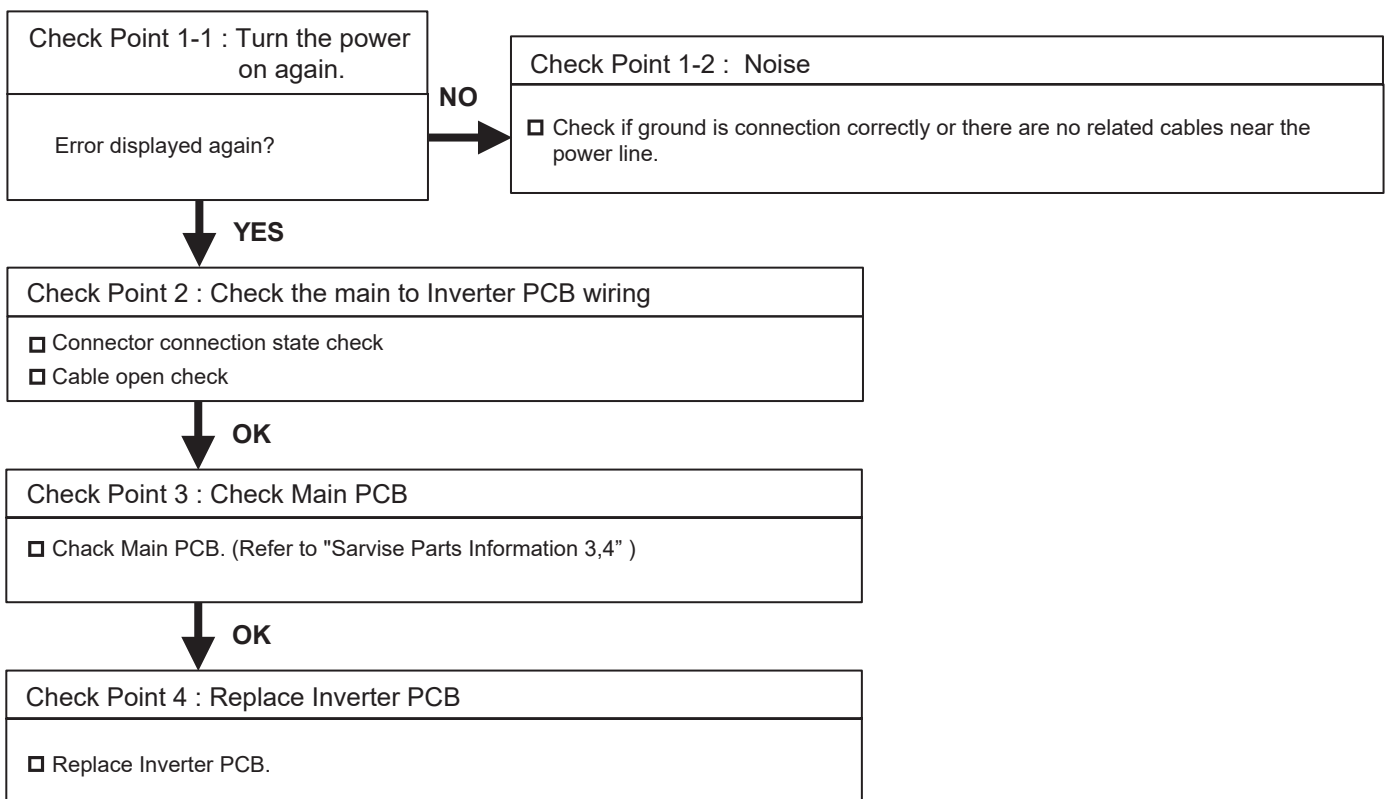 Check Point 1-1 : Turn the power
on again.
Error displayed again?
NO
Check Point 1-2 : Noise
Check if ground is connection correctly or there are no related cables near the
power line.
YES
Check Point 2 : Check the main to Inverter PCB wiring
Connector connection state check
Cable open check
OK
Check Point 3 : Check Main PCB
Chack Main PCB. (Refer to "Sarvise Parts Information 3,4” )
OK
Check Point 4 : Replace Inverter PCB
Replace Inverter PCB.